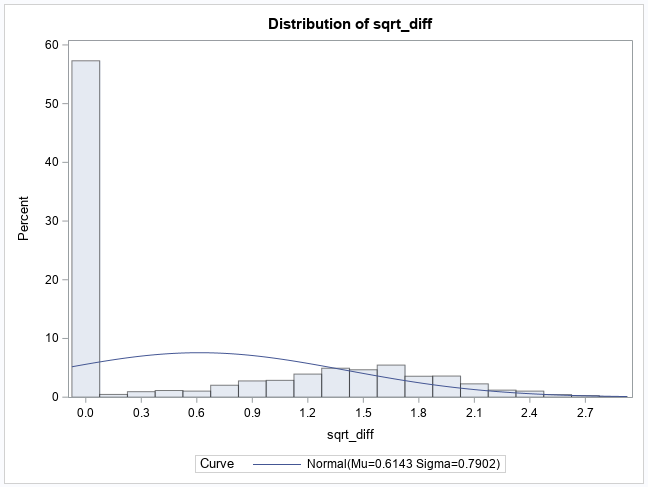 Distribution of sqrt_diff
60
50
40
30
20
10
0
Percent
0.0 0.3 0.6 0.9 1.2 1.5 1.8 2.1 2.4 2.7
sqrt_diff
Curve Normal(Mu=0.6143 Sigma=0.7902)